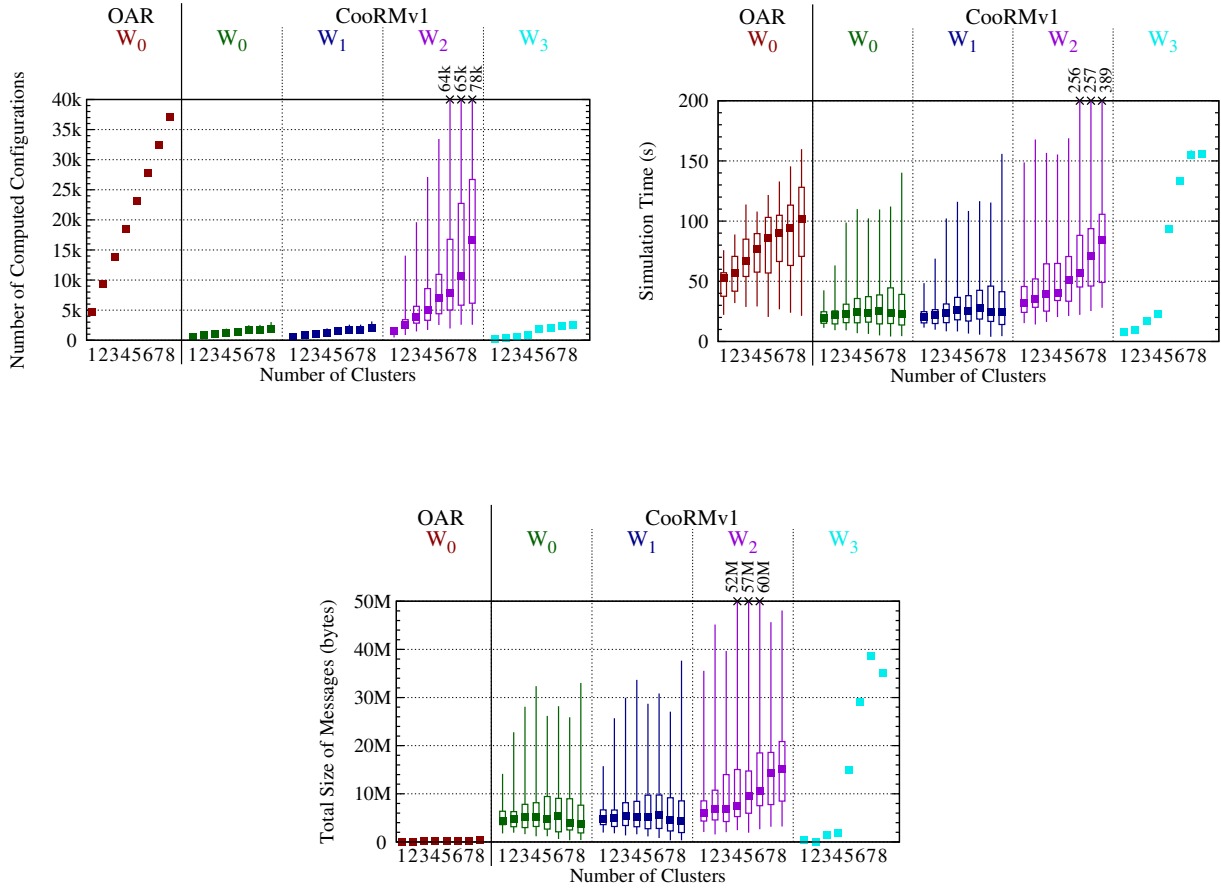 OAR CooRMv1
W0 W0 W1 W2 W3
64k 65k 78k
Number of Computed Configurations
40k
35k
30k
25k
20k
15k
10k
5k
0
12345678 12345678 12345678 12345678 12345678
Number of Clusters
OAR CooRMv1
W0 W0 W1 W2 W3
256 257 389
Simulation Time (s)
200
150
100
50
0
12345678 12345678 12345678 12345678 12345678
Number of Clusters
OAR CooRMv1
W0 W0 W1 W2 W3
52M 57M 60M
Total Size of Messages (bytes)
50M
40M
30M
20M
10M
0
12345678 12345678 12345678 12345678 12345678
Number of Clusters